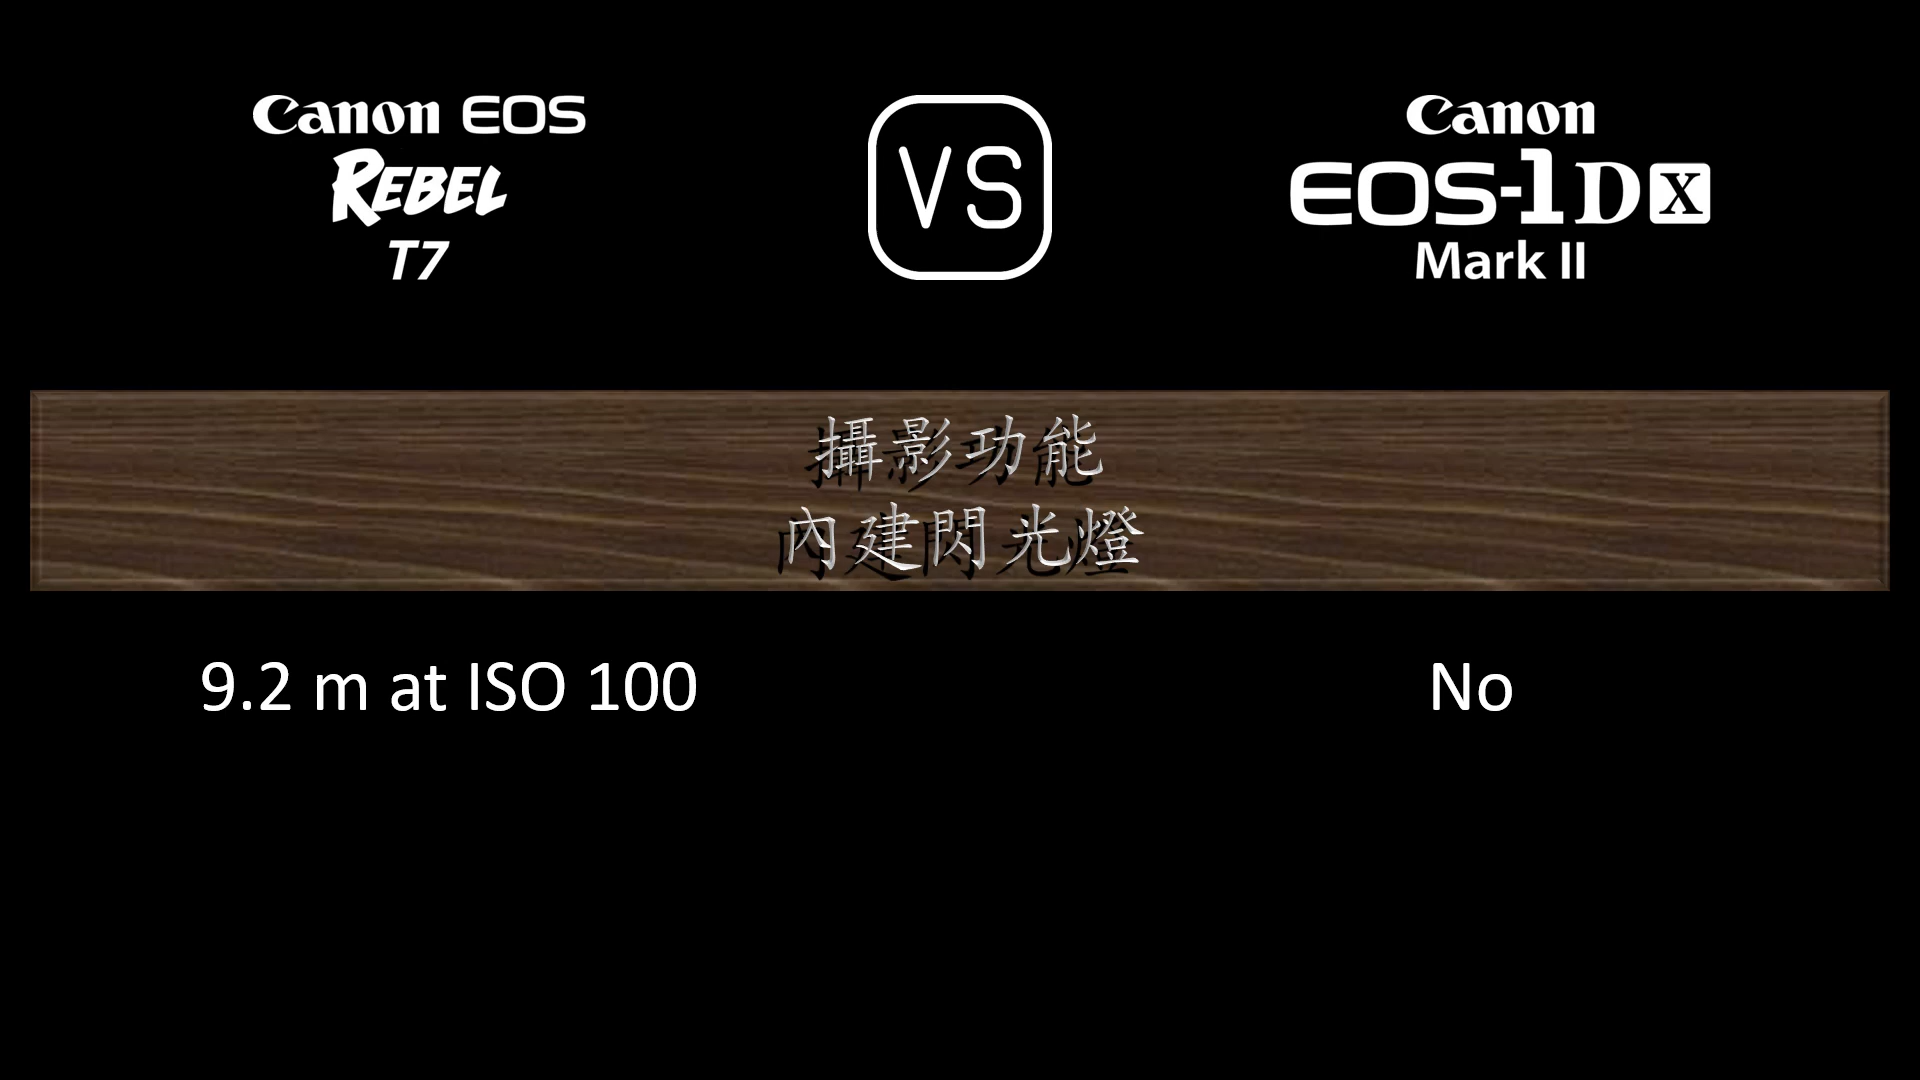 Canon EOS
REBEL
T7
VS
Canon
EOS-1DX
Mark II
攝影功能
內建閃光燈
9.2 m at ISO 100
No